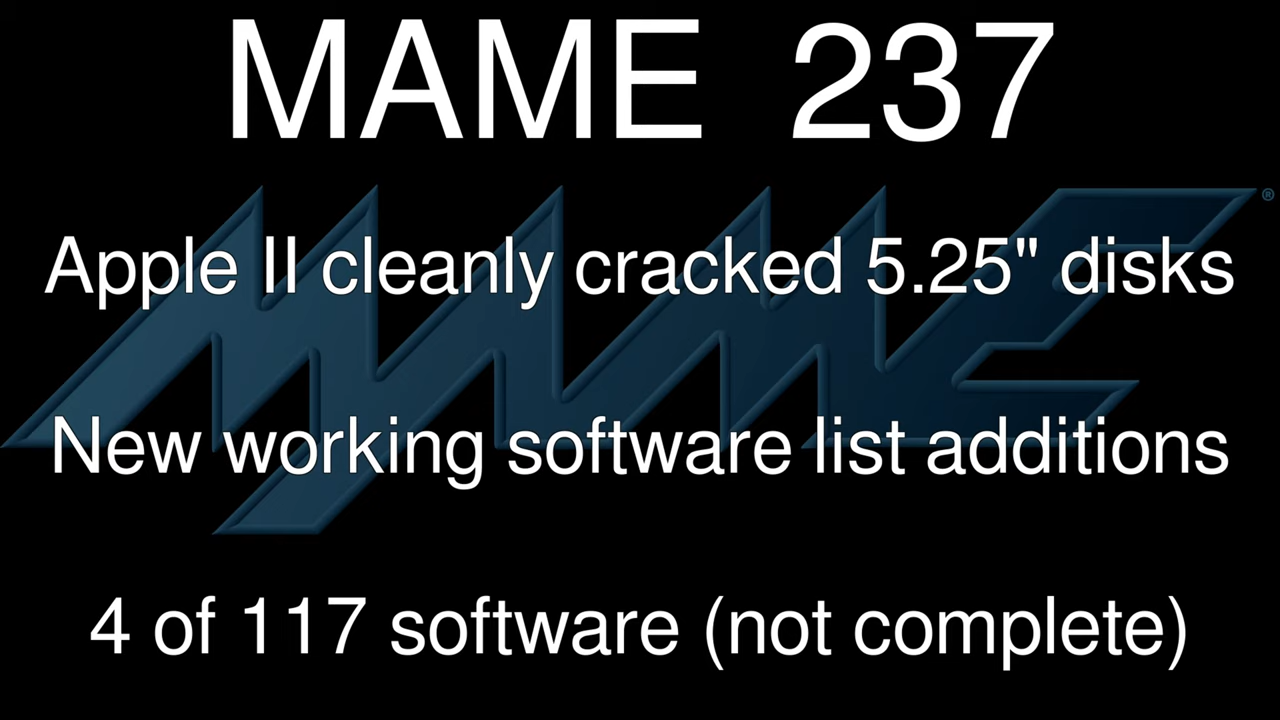 MAME 237
Apple II cleanly cracked 5.25" disks
New working software list additions
4 of 117 software (not complete)
MAME®